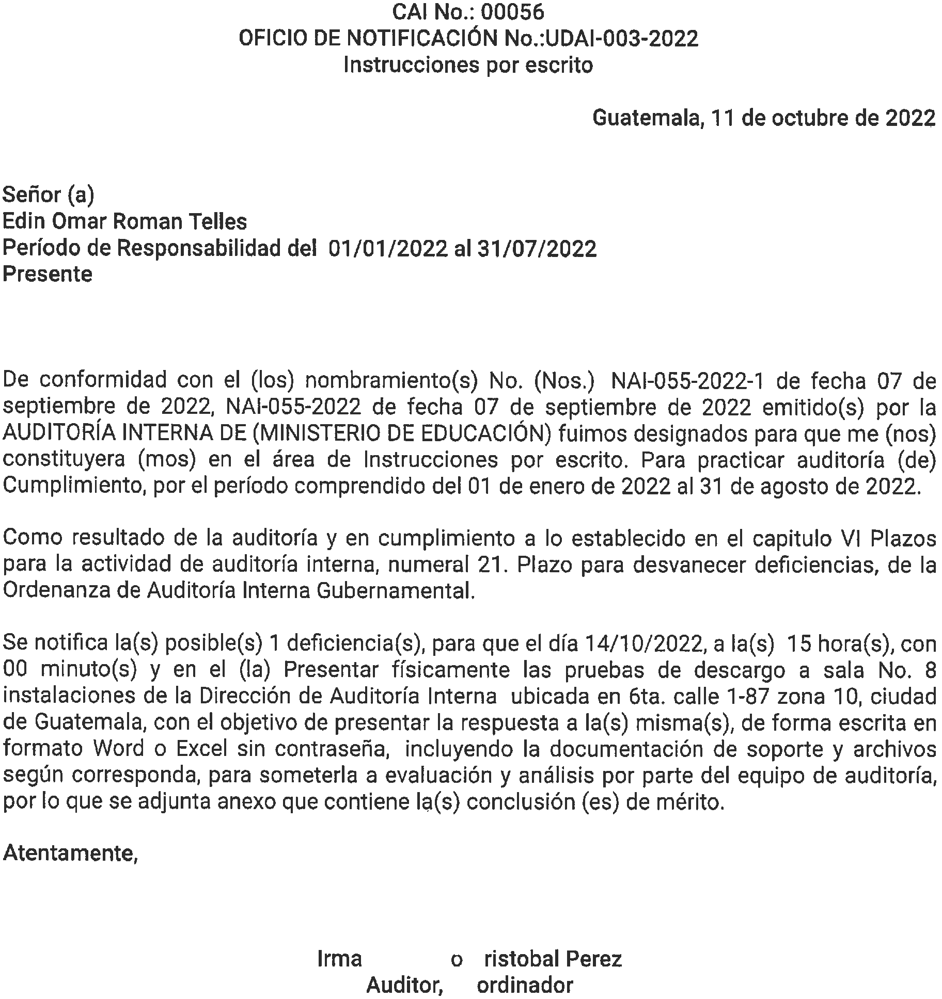 CAI No.: 00056
OFICIO DE NOTIFICACIÓN No.:UDAI-003-2022
Instrucciones por escrito
Guatemala, 11 de octubre de 2022
Señor (a)
Edin Omar Roman Telles
Período de Responsabilidad del 01/01/2022 al 31/07/2022
Presente
De conformidad con el (los) nombramiento(s) No. (Nos.) NAI-055-2022-1 de fecha 07 de
septiembre de 2022, NAI-055-2022 de fecha 07 de septiembre de 2022 emitido(s) por la
AUDITORÍA INTERNA DE (MINISTERIO DE EDUCACIÓN) fuimos designados para que me (nos)
constituyera (mos) en el área de Instrucciones por escrito. Para practicar auditoría (de)
Cumplimiento, por el período comprendido del 01 de enero de 2022 al 31 de agosto de 2022.
Como resultado de la auditoría y en cumplimiento a lo establecido en el capitulo VI Plazos
para la actividad de auditoría interna, numeral 21. Plazo para desvanecer deficiencias, de la
Ordenanza de Auditoría Interna Gubernamental.
Se notifica la(s) posible(s) 1 deficiencia(s), para que el día 14/10/2022, a la(s) 15 hora(s), con
00 minuto(s) y en el (la) Presentar físicamente las pruebas de descargo a sala No. 8
instalaciones de la Dirección de Auditoría Interna ubicada en 6ta. calle 1-87 zona 10, ciudad
de Guatemala, con el objetivo de presentar la respuesta a la(s) misma(s), de forma escrita en
formato Word o Excel sin contraseña, incluyendo la documentación de soporte y archivos
según corresponda, para someterla a evaluación y análisis por parte del equipo de auditoría,
por lo que se adjunta anexo que contiene la(s) conclusión (es) de mérito.
Atentamente,
Irma o ristobal Perez
Auditor, ordinador